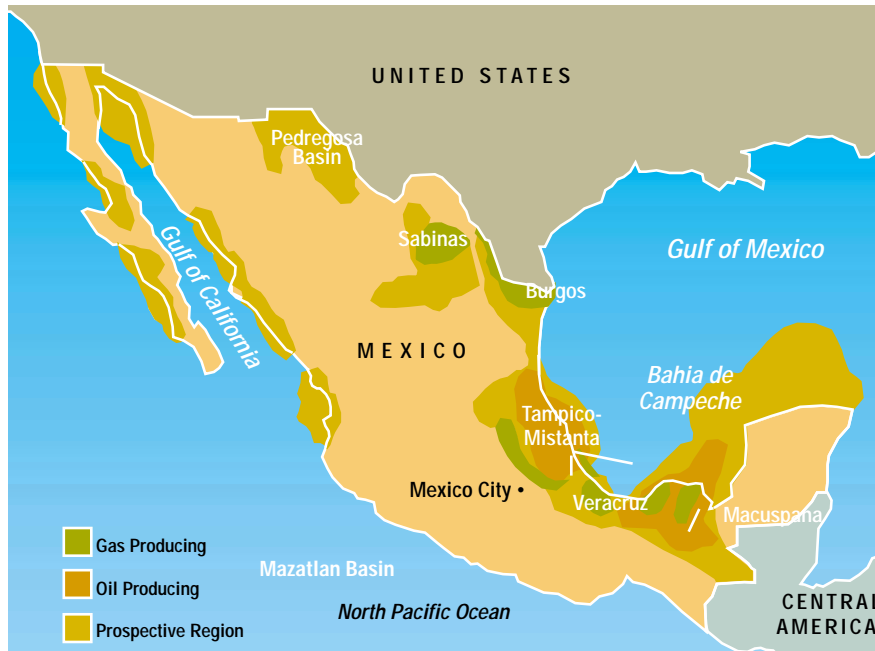 UNITED STATES
Pedregosa
Basin
Sabinas
Gulf of California
Gulf of Mexico
Burgos
MEXICO
Bahia de
Campeche
Tampico-
Mistanta
Mexico City
Veracruz
Macuspana
Gas Producing
Oil Producing
Prospective Region
Mazatlan Basin
North Pacific Ocean
CENTRAL
AMERICA